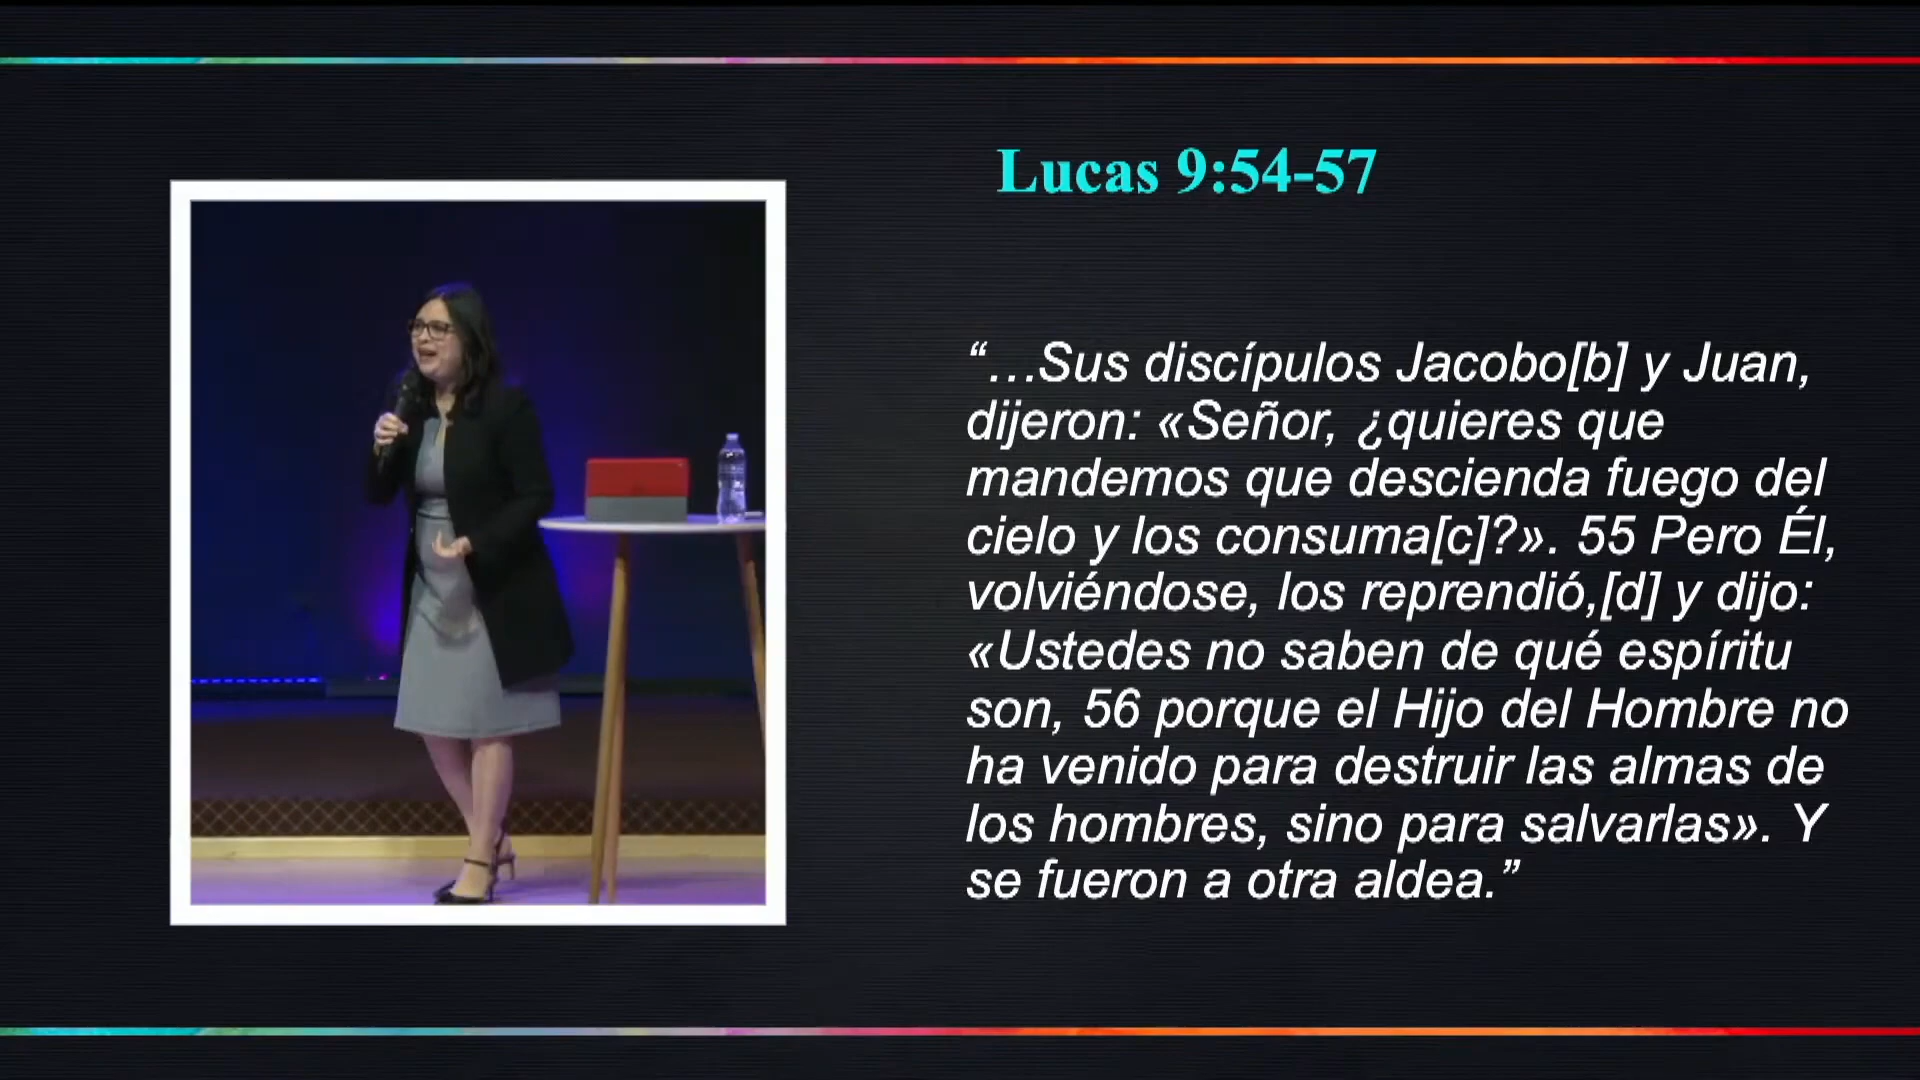 Lucas 9:54-57
“…Sus discípulos Jacobo[b] y Juan,
dijeron: «Señor, ¿quieres que
mandemos que descienda fuego del
cielo y los consuma[c]?». 55 Pero Él,
volviéndose, los reprendió,[d] y dijo:
«Ustedes no saben de qué espíritu
son, 56 porque el Hijo del Hombre no
ha venido para destruir las almas de
los hombres, sino para salvarlas». Y
se fueron a otra aldea.”